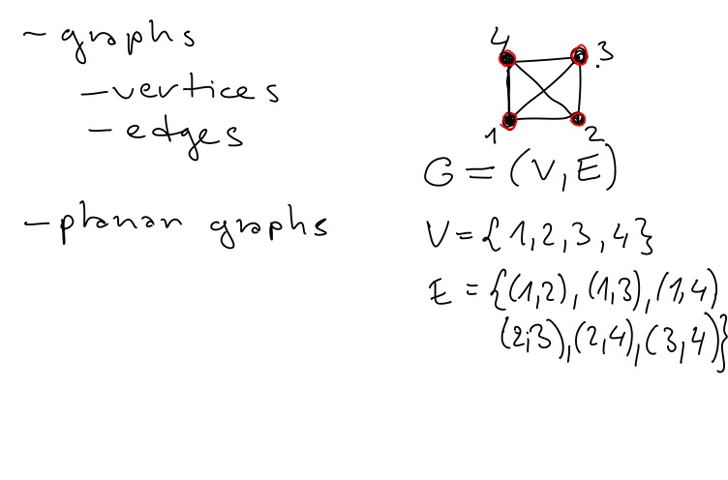 - graphs
- vertices
- edges
- planar graphs
4 3
1 2
G = (V, E)
V = {1,2,3,4}
E = {(1,2), (1,3), (1,4)
(2,3), (2,4), (3,4)}